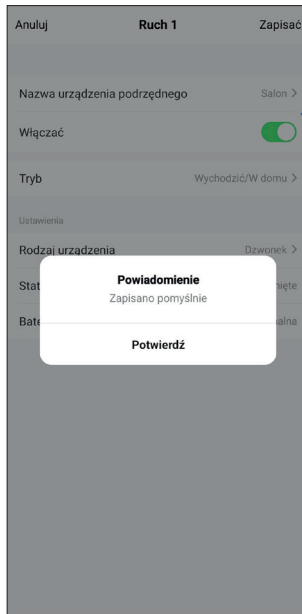 Anuluj Ruch 1 Zapisać
Nazwa urządzenia podrzędnego Salon >
Włączać
Tryb Wychodzić/W domu >
Ustawienia
Rodzaj urządzenia Dzwonek >
Powiadomienie
Zapisano pomyślnie
Potwierdź